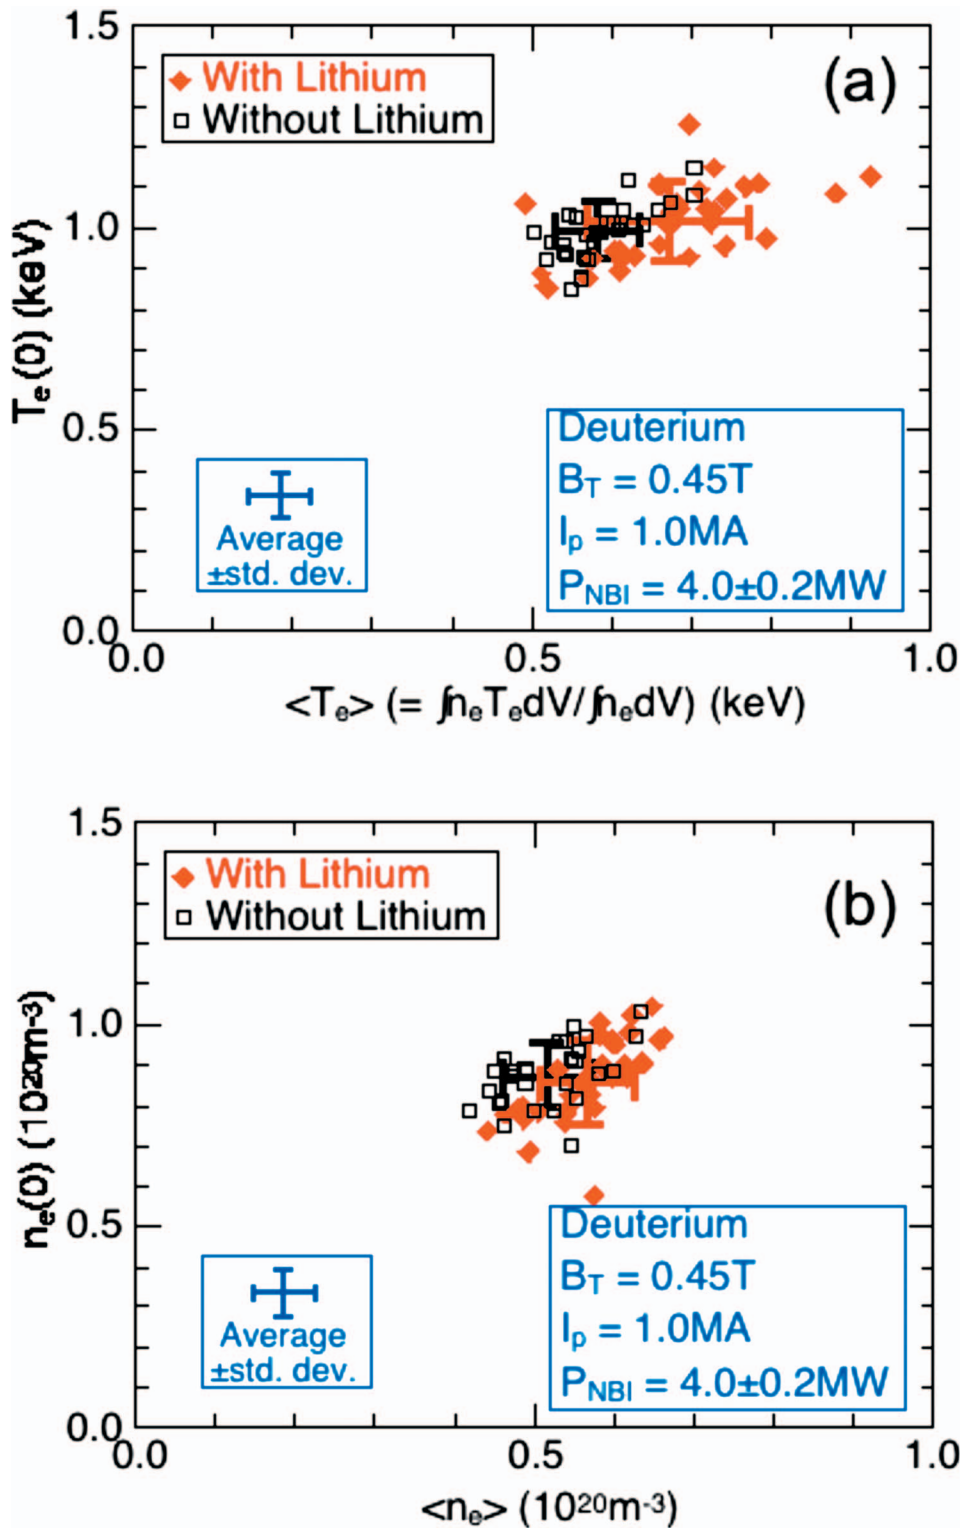 1.5
With Lithium
Without Lithium
(a)
1.0
Te(0) (keV)
0.5
Deuterium
BT = 0.45T
Ip = 1.0MA
PNBI = 4.0±0.2MW
Average
±std. dev.
0.0
0.0 0.5 1.0
<Te> (= ∫neTedV/∫nedV) (keV)
1.5
With Lithium
Without Lithium
(b)
1.0
ne(0) (10²⁰m⁻³)
0.5
Deuterium
BT = 0.45T
Ip = 1.0MA
PNBI = 4.0±0.2MW
Average
±std. dev.
0.0
0.0 0.5 1.0
<ne> (10²⁰m⁻³)